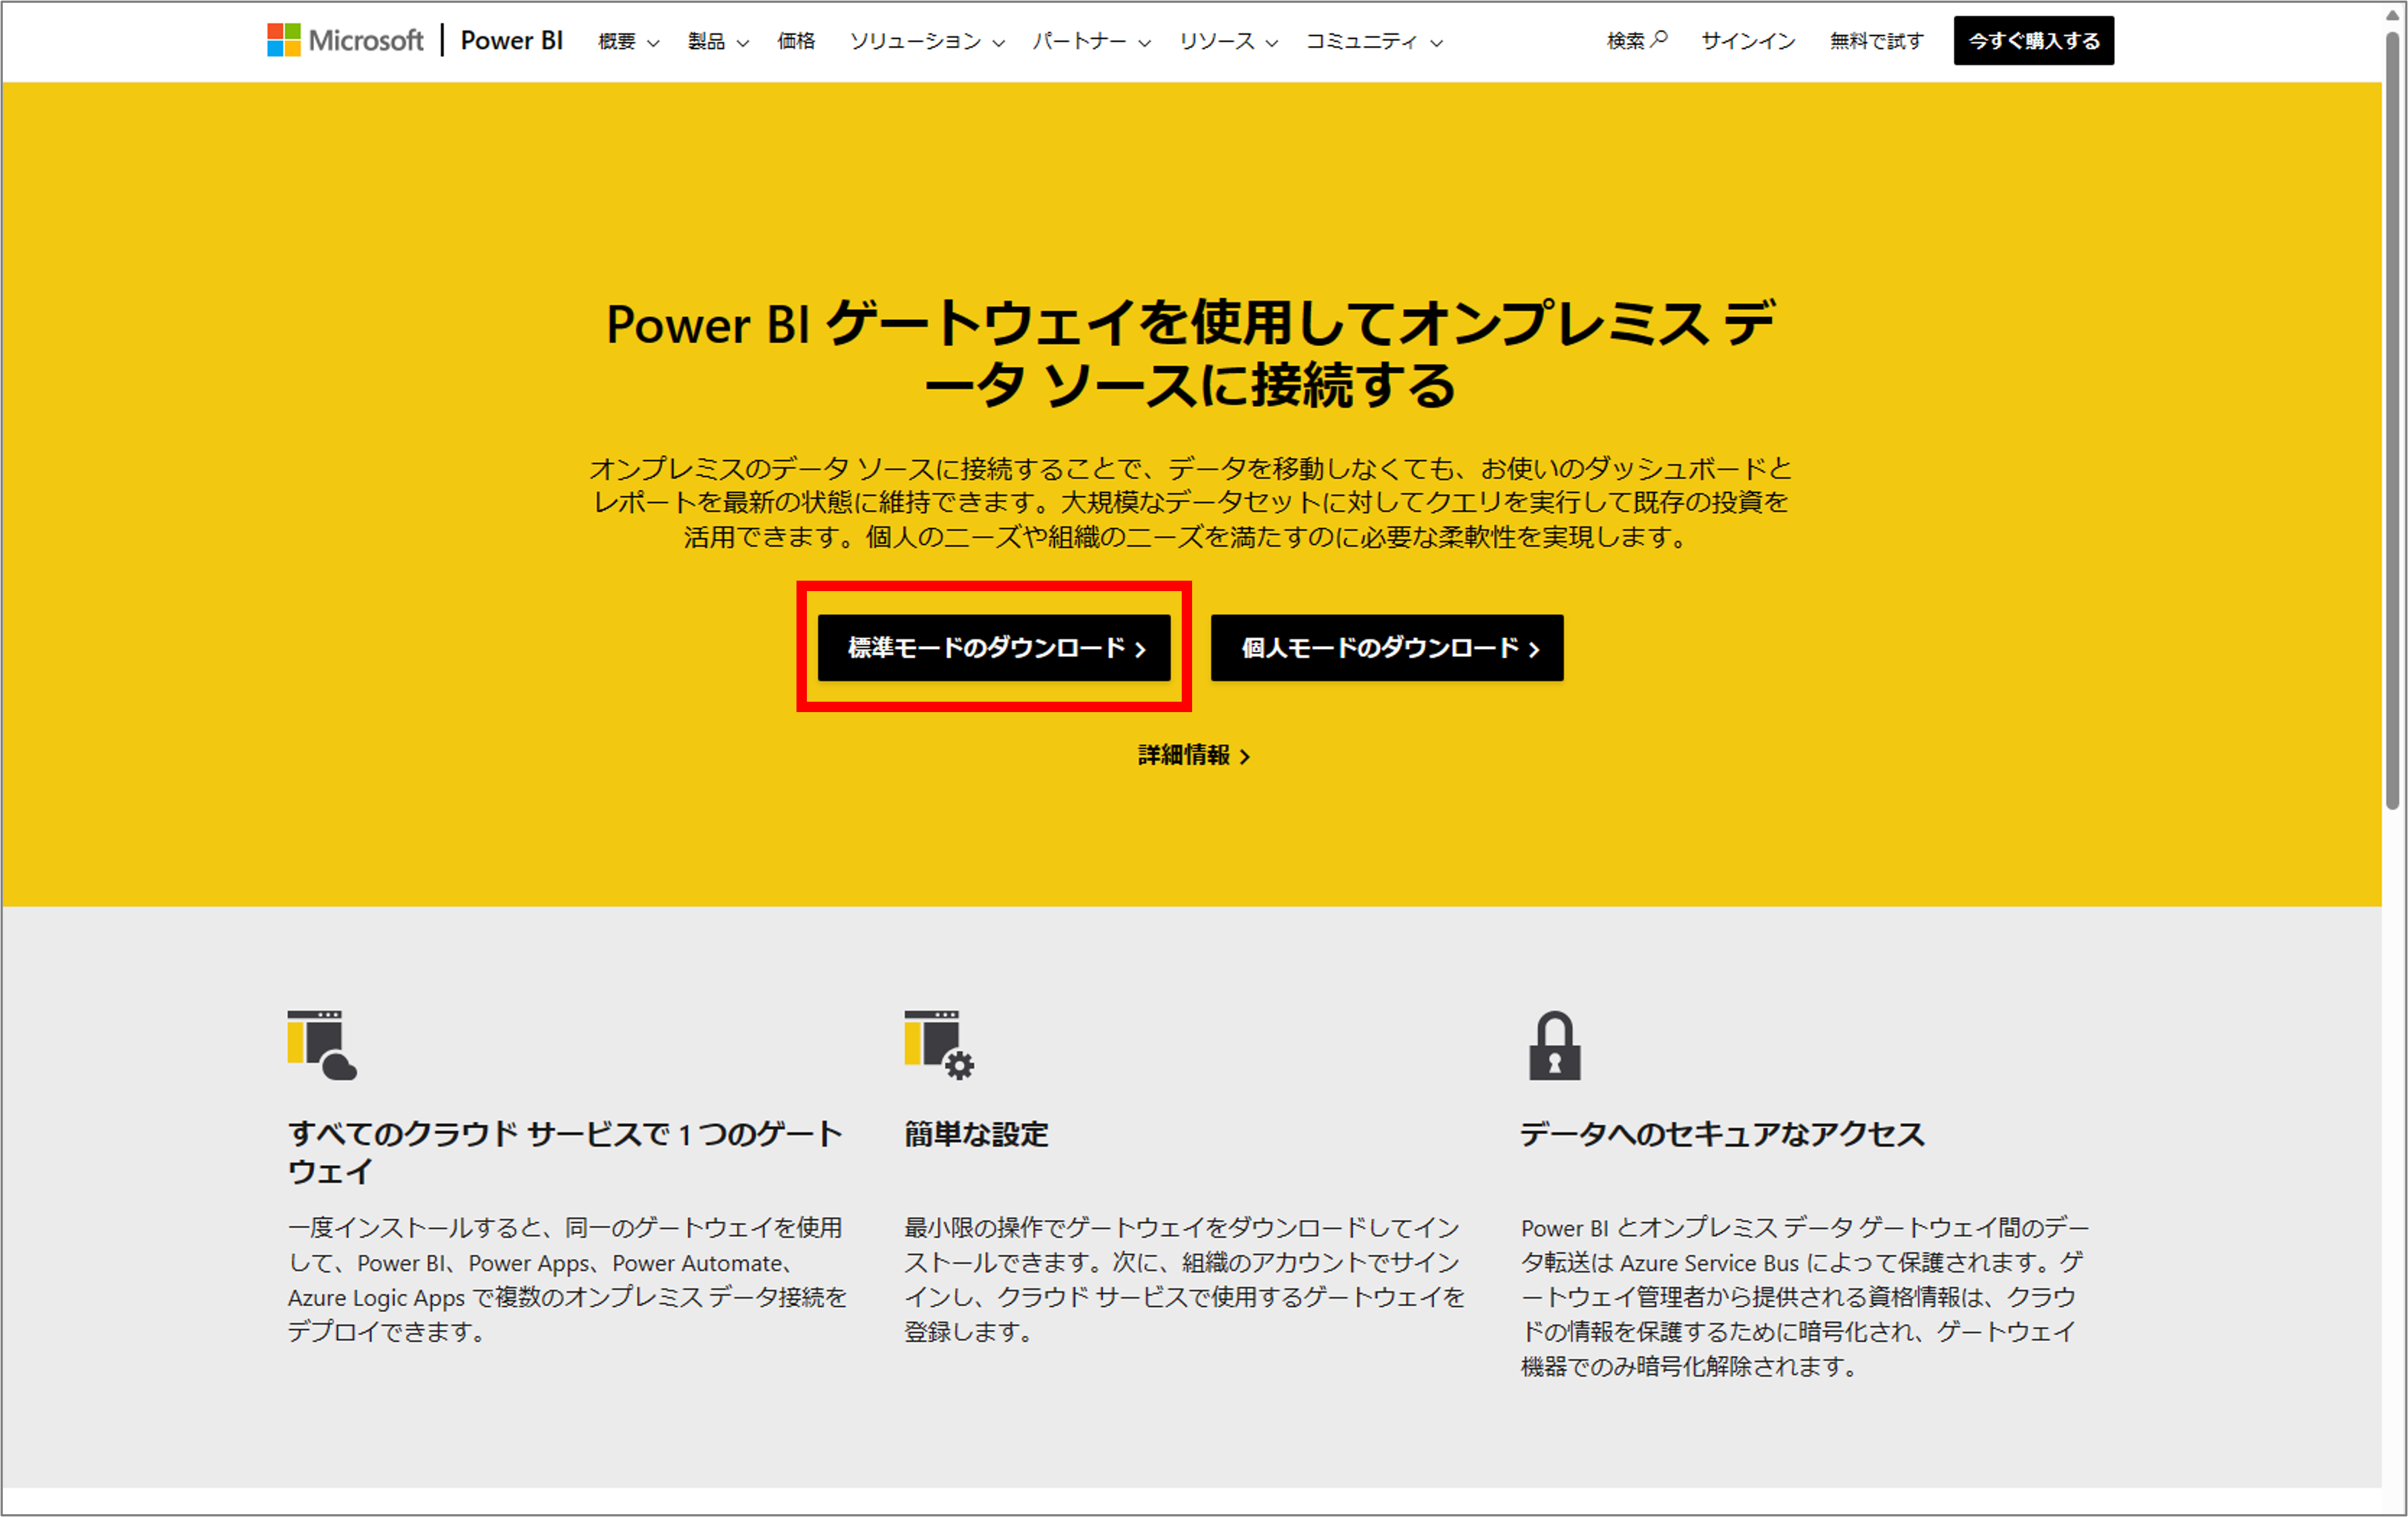 Microsoft | Power BI 概要 製品 価格 ソリューション パートナー リソース コミュニティ 検索 サインイン 無料で試す 今すぐ購入する
Power BI ゲートウェイを使用してオンプレミス デ
ータ ソースに接続する
オンプレミスのデータ ソースに接続することで、データを移動しなくても、お使いのダッシュボードと
レポートを最新の状態に維持できます。大規模なデータセットに対してクエリを実行して既存の投資を
活用できます。個人のニーズや組織のニーズを満たすのに必要な柔軟性を実現します。
標準モードのダウンロード 個人モードのダウンロード
詳細情報
すべてのクラウド サービスで 1 つのゲート
ウェイ
一度インストールすると、同一のゲートウェイを使用
して、Power BI、Power Apps、Power Automate、
Azure Logic Apps で複数のオンプレミス データ接続を
デプロイできます。
簡単な設定
最小限の操作でゲートウェイをダウンロードしてイン
ストールできます。次に、組織のアカウントでサイン
インし、クラウド サービスで使用するゲートウェイを
登録します。
データへのセキュアなアクセス
Power BI とオンプレミス データ ゲートウェイ間のデー
タ転送は Azure Service Bus によって保護されます。ゲ
ートウェイ管理者から提供される資格情報は、クラウ
ドの情報を保護するために暗号化され、ゲートウェイ
機器でのみ暗号化解除されます。